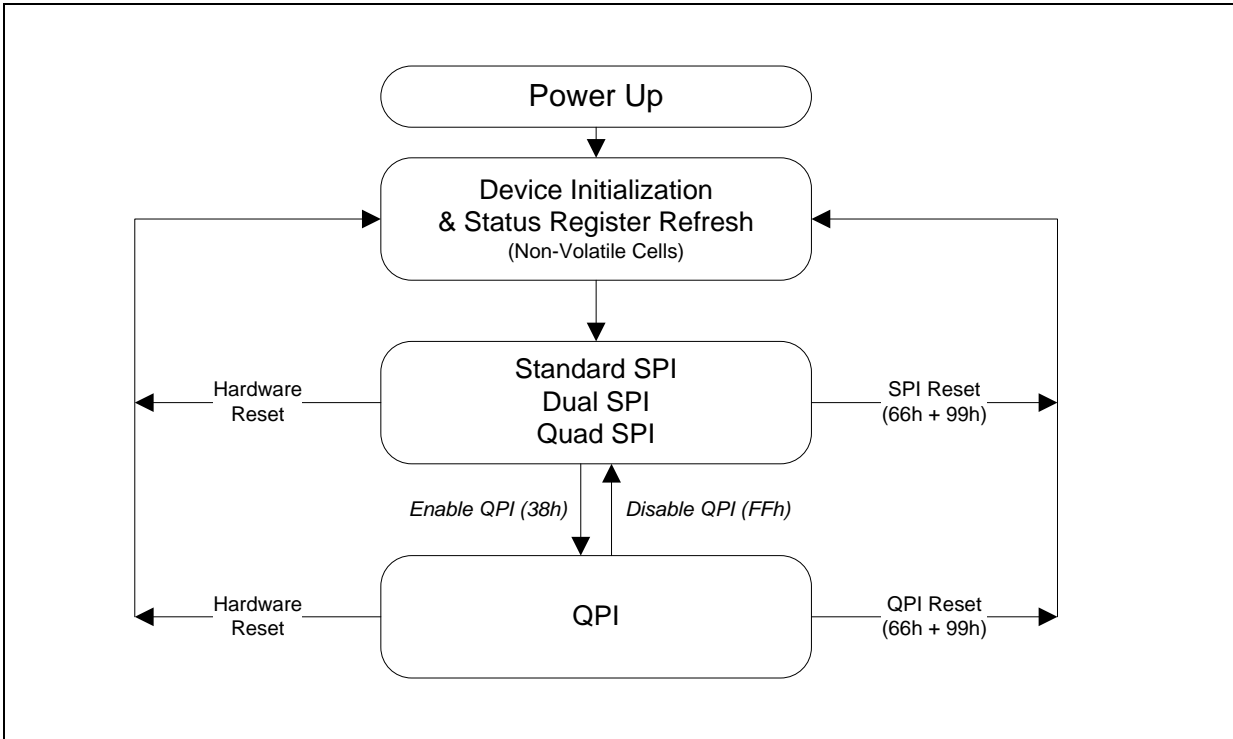 Power Up
Device Initialization
& Status Register Refresh
(Non-Volatile Cells)
Standard SPI
Dual SPI
Quad SPI
Hardware
Reset
SPI Reset
(66h + 99h)
Enable QPI (38h)
Disable QPI (FFh)
Hardware
Reset
QPI
QPI Reset
(66h + 99h)